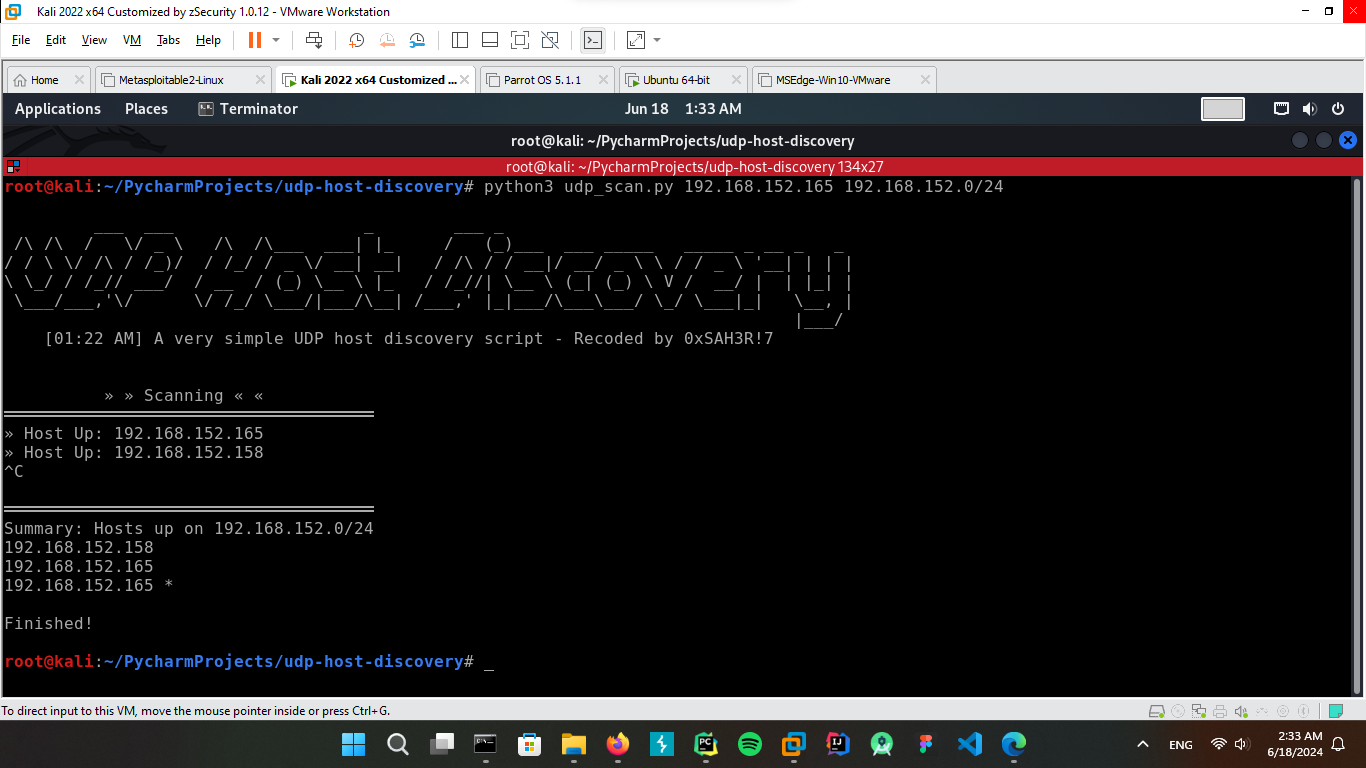 Kali 2022 x64 Customized by zSecurity 1.0.12 - VMware Workstation
File Edit View VM Tabs Help
Home Metasploitable2-Linux Kali 2022 x64 Customized ... Parrot OS 5.1.1 Ubuntu 64-bit MSEdge-Win10-VMware
Applications Places Terminator Jun 18 1:33 AM
root@kali: ~/PycharmProjects/udp-host-discovery
root@kali: ~/PycharmProjects/udp-host-discovery 134x27
root@kali:~/PycharmProjects/udp-host-discovery# python3 udp_scan.py 192.168.152.165 192.168.152.0/24
UDP Host Discovery
[01:22 AM] A very simple UDP host discovery script - Recoded by 0xSAH3R!7
» » Scanning « «
» Host Up: 192.168.152.165
» Host Up: 192.168.152.158
^C
Summary: Hosts up on 192.168.152.0/24
192.168.152.158
192.168.152.165
192.168.152.165 *
Finished!
root@kali:~/PycharmProjects/udp-host-discovery# _
To direct input to this VM, move the mouse pointer inside or press Ctrl+G.
PC IJ
ENG 2:33 AM
6/18/2024